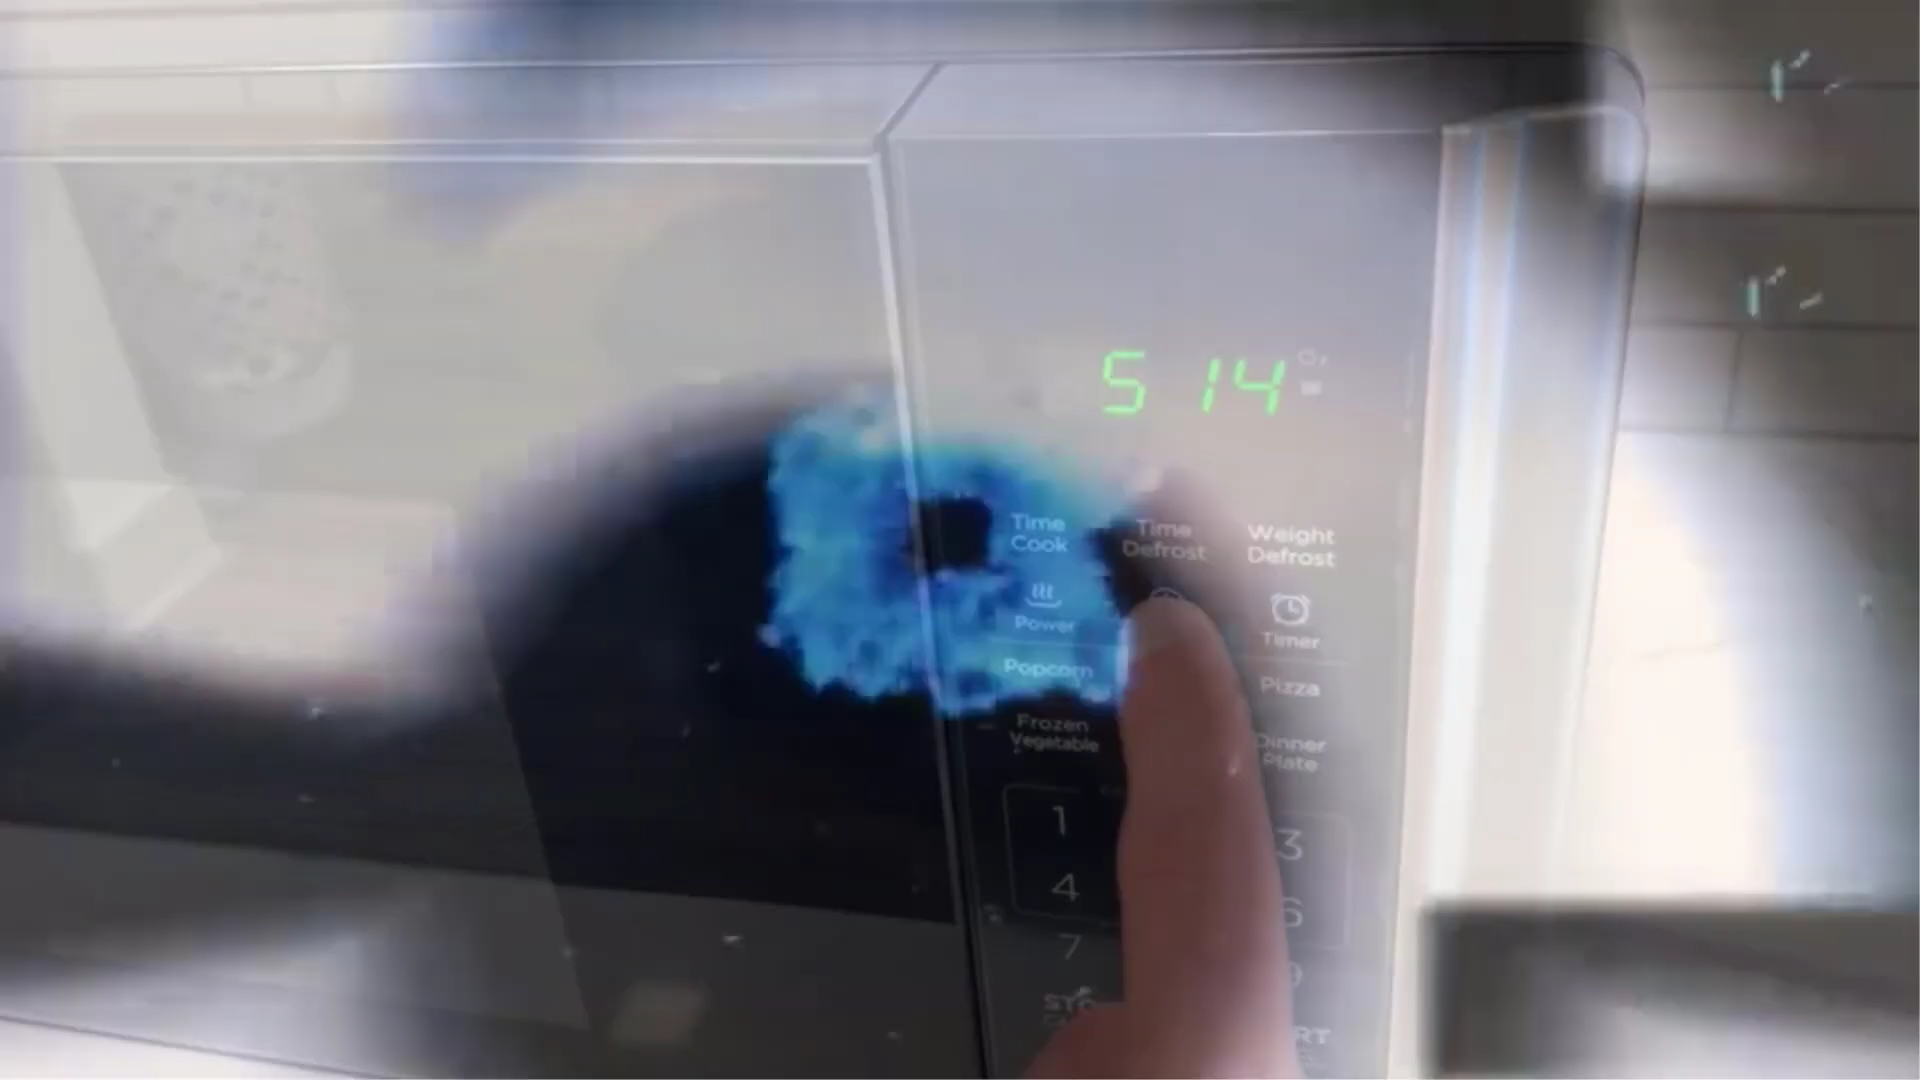 5 14
Time Cook
Time Defrost
Weight Defrost
Power
Timer
Popcorn
Pizza
Frozen Vegetable
Dinner Plate
1
3
4
6
7
9